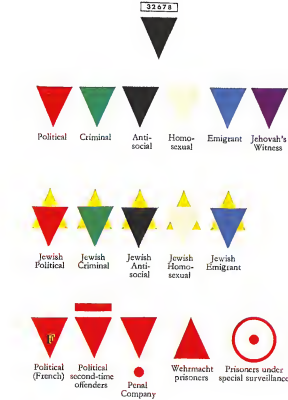 32678
Political Criminal Anti- Homo- Emigrant Jehovah's
social sexual Witness
Jewish Jewish Jewish Jewish Jewish
Political Criminal Anti- Homo- Emigrant
social sexual
F
Political Political Wehrmacht Prisoners under
(French) second-time Penal prisoners special surveillance
offenders Company